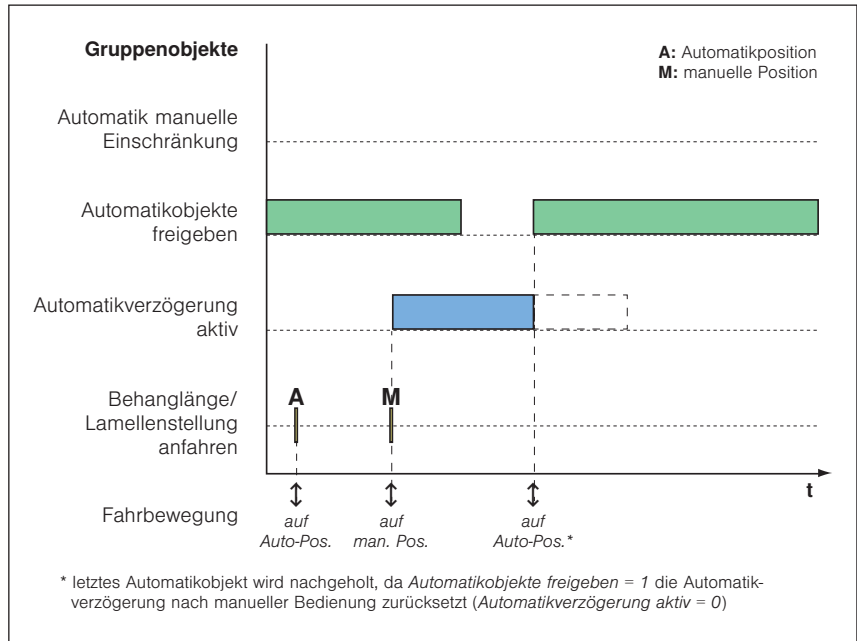 Gruppenobjekte
A: Automatikposition
M: manuelle Position
Automatik manuelle
Einschränkung
Automatikobjekte
freigeben
Automatikverzögerung
aktiv
Behanglänge/
Lamellenstellung
anfahren
A
M
t
Fahrbewegung
auf
Auto-Pos.
auf
man. Pos.
auf
Auto-Pos.*
* letztes Automatikobjekt wird nachgeholt, da Automatikobjekte freigeben = 1 die Automatik-
verzögerung nach manueller Bedienung zurücksetzt (Automatikverzögerung aktiv = 0)